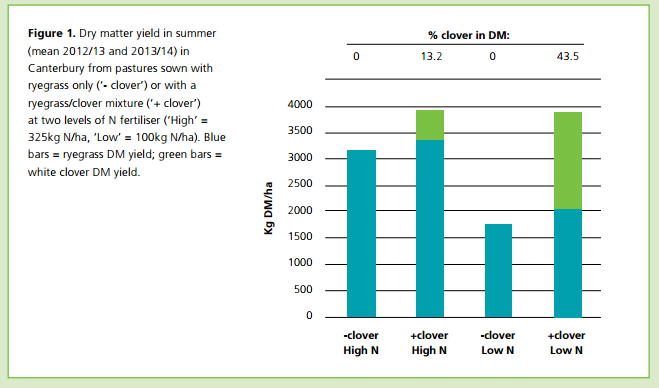 Figure 1. Dry matter yield in summer
(mean 2012/13 and 2013/14) in
Canterbury from pastures sown with
ryegrass only (‘- clover’) or with a
ryegrass/clover mixture (‘+ clover’)
at two levels of N fertiliser (‘High’ =
325kg N/ha, ‘Low’ = 100kg N/ha). Blue
bars = ryegrass DM yield; green bars =
white clover DM yield.
% clover in DM:
0 13.2 0 43.5
Kg DM/ha
4000
3500
3000
2500
2000
1500
1000
500
0
-clover +clover -clover +clover
High N High N Low N Low N